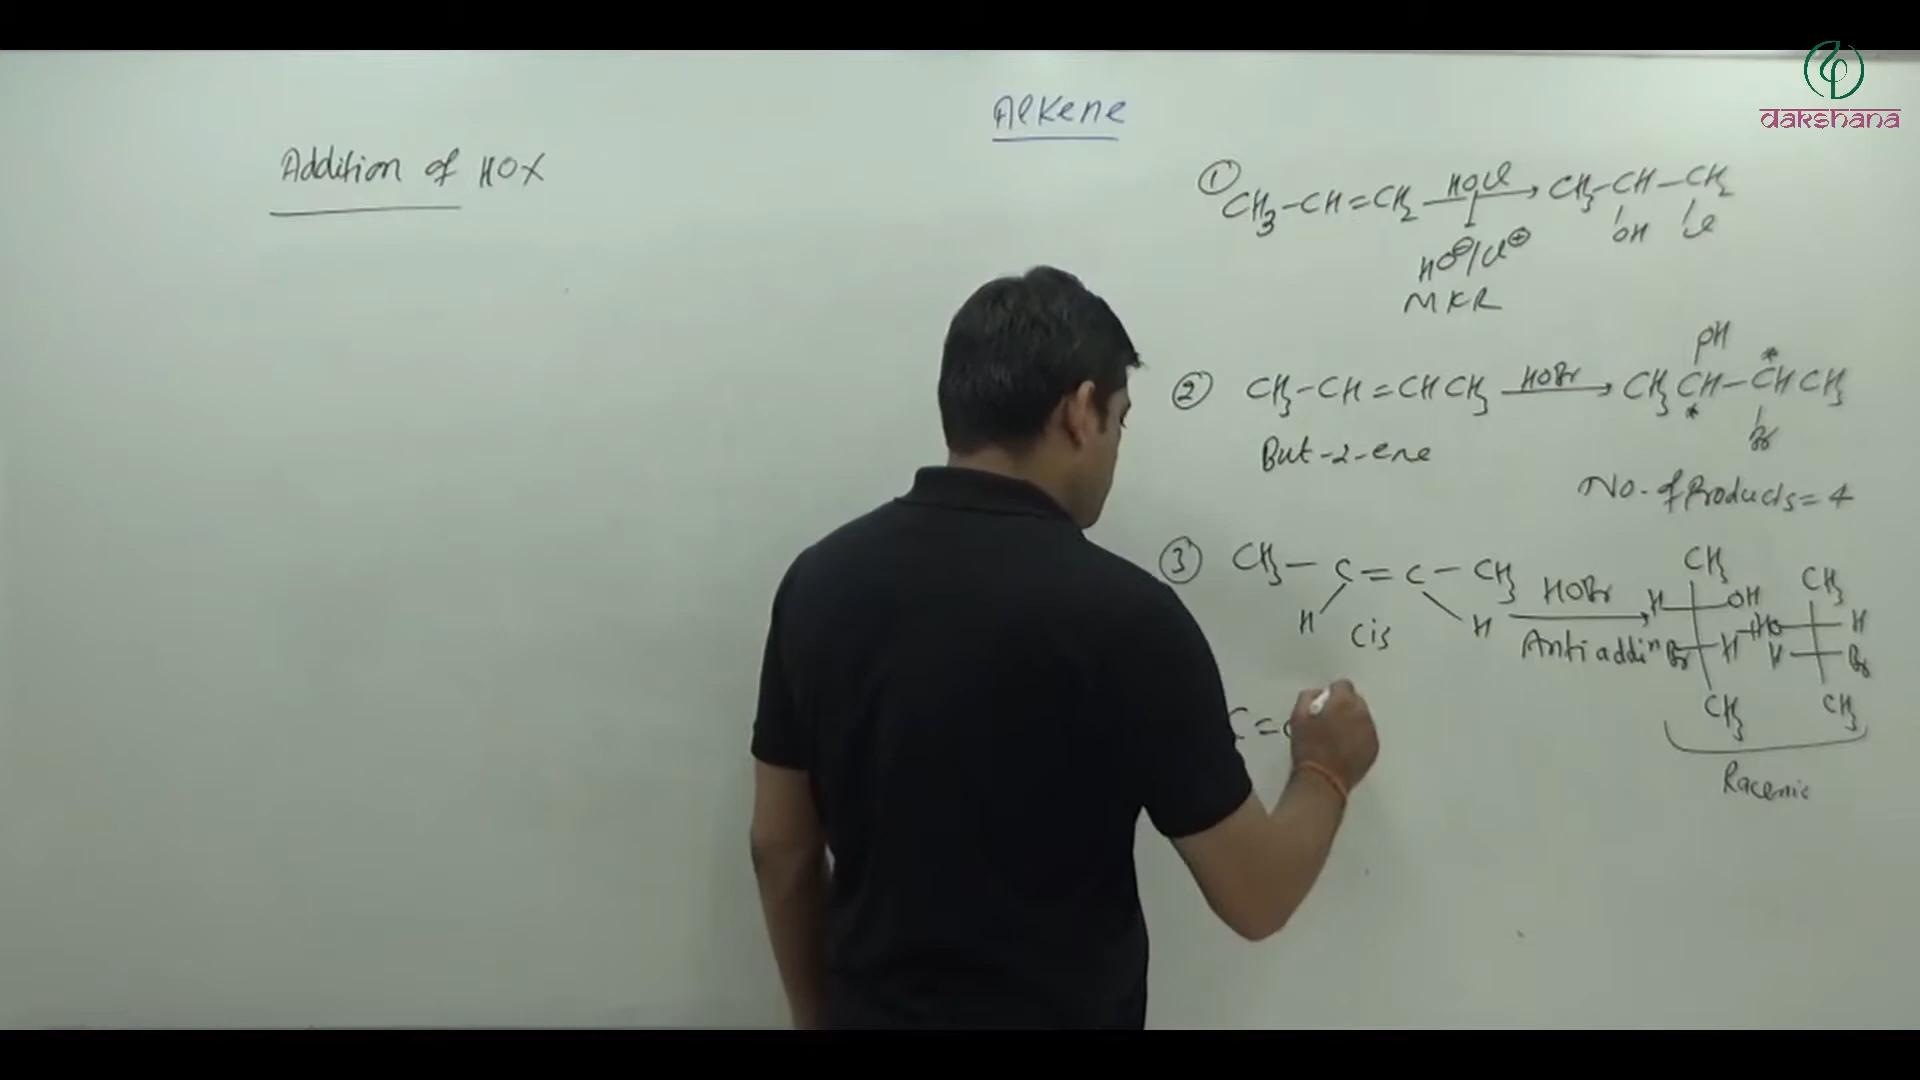 dakshana
Alkene
Addition of HOX
① CH3-CH=CH2 HOCl → CH3-CH-CH2
OH Cl
HO⊖/Cl⊕
MKR
② CH3-CH=CHCH3 HOBr → CH3CH-CHCH3
OH
* *
Br
But-2-ene
No. of Products = 4
③ CH3-C=C-CH3 HOBr →
H Cis H
Anti addin
CH3 CH3
H OH HO H
Br H + H Br
CH3 CH3
Racemic
C=C